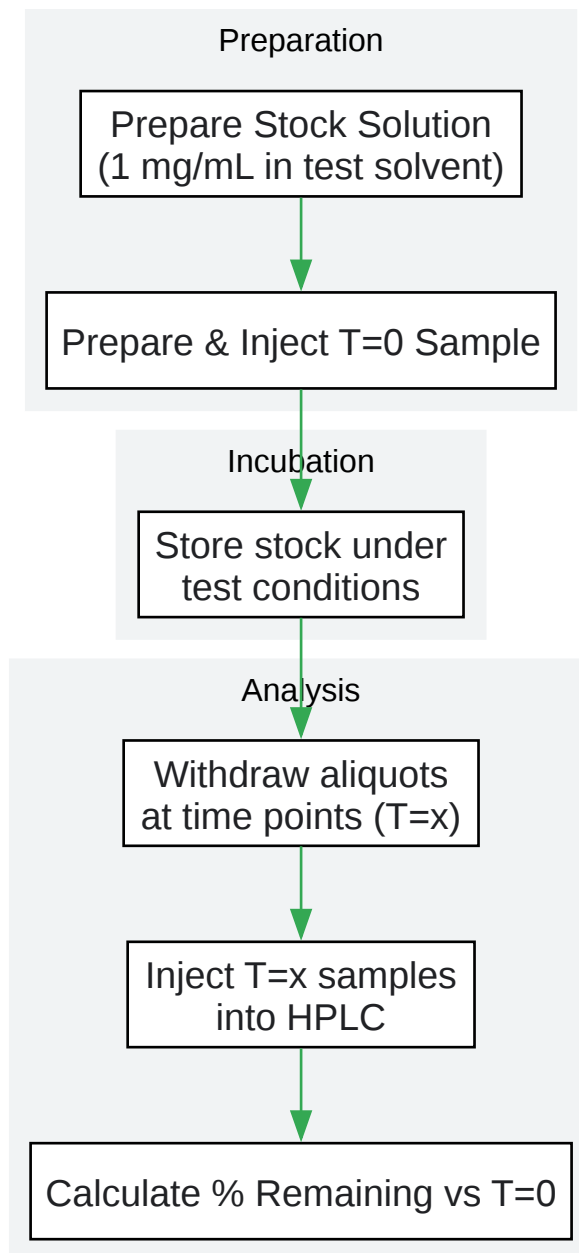 Preparation
Prepare Stock Solution
(1 mg/mL in test solvent)
Prepare & Inject T=0 Sample
Incubation
Store stock under
test conditions
Analysis
Withdraw aliquots
at time points (T=x)
Inject T=x samples
into HPLC
Calculate % Remaining vs T=0